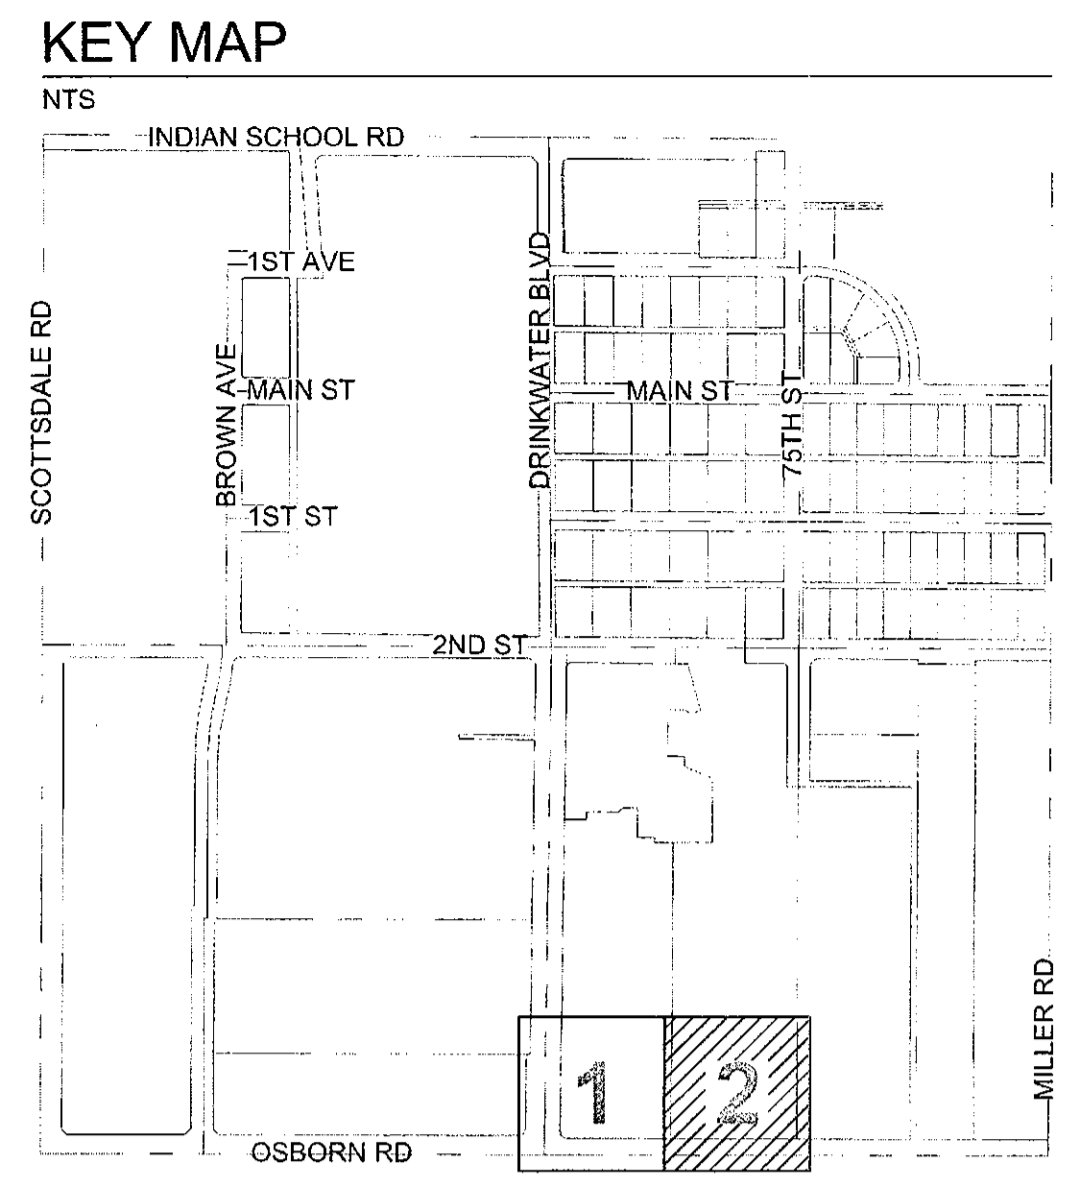 KEY MAP
NTS
INDIAN SCHOOL RD
1ST AVE
SCOTTSDALE RD
BROWN AVE
DRINKWATER BLVD
MAIN ST
MAIN ST
75TH ST
1ST ST
2ND ST
MILLER RD
1
2
OSBORN RD